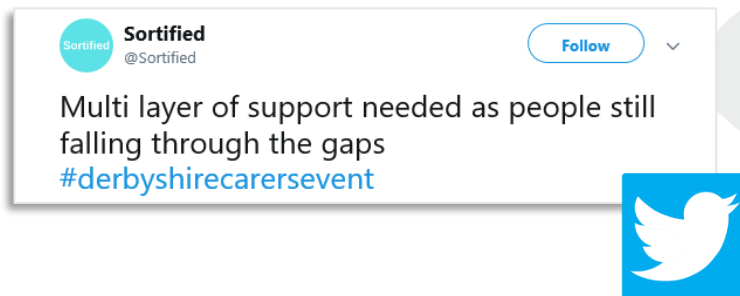 Sortified
Sortified
@Sortified
Follow
Multi layer of support needed as people still
falling through the gaps
#derbyshirecarersevent